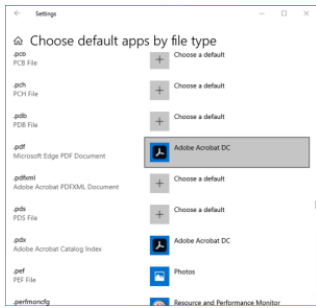 Settings
Choose default apps by file type
.pco
PCB File
Choose a default
.pch
PCH File
Choose a default
.pdb
PDB File
Choose a default
.pdf
Microsoft Edge PDF Document
Adobe Acrobat DC
.pdfxml
Adobe Acrobat PDFXML Document
Choose a default
.pds
PDS File
Choose a default
.pdx
Adobe Acrobat Catalog Index
Adobe Acrobat DC
.pef
PEF File
Photos
.perfmoncfg
Resource and Performance Monitor